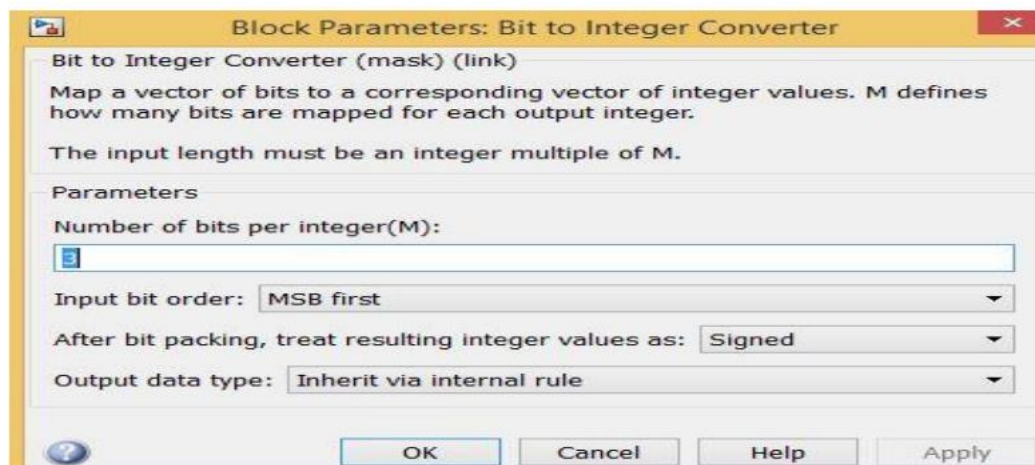 Block Parameters: Bit to Integer Converter
Bit to Integer Converter (mask) (link)
Map a vector of bits to a corresponding vector of integer values. M defines
how many bits are mapped for each output integer.
The input length must be an integer multiple of M.
Parameters
Number of bits per integer(M):
3
Input bit order: MSB first
After bit packing, treat resulting integer values as: Signed
Output data type: Inherit via internal rule
OK Cancel Help Apply